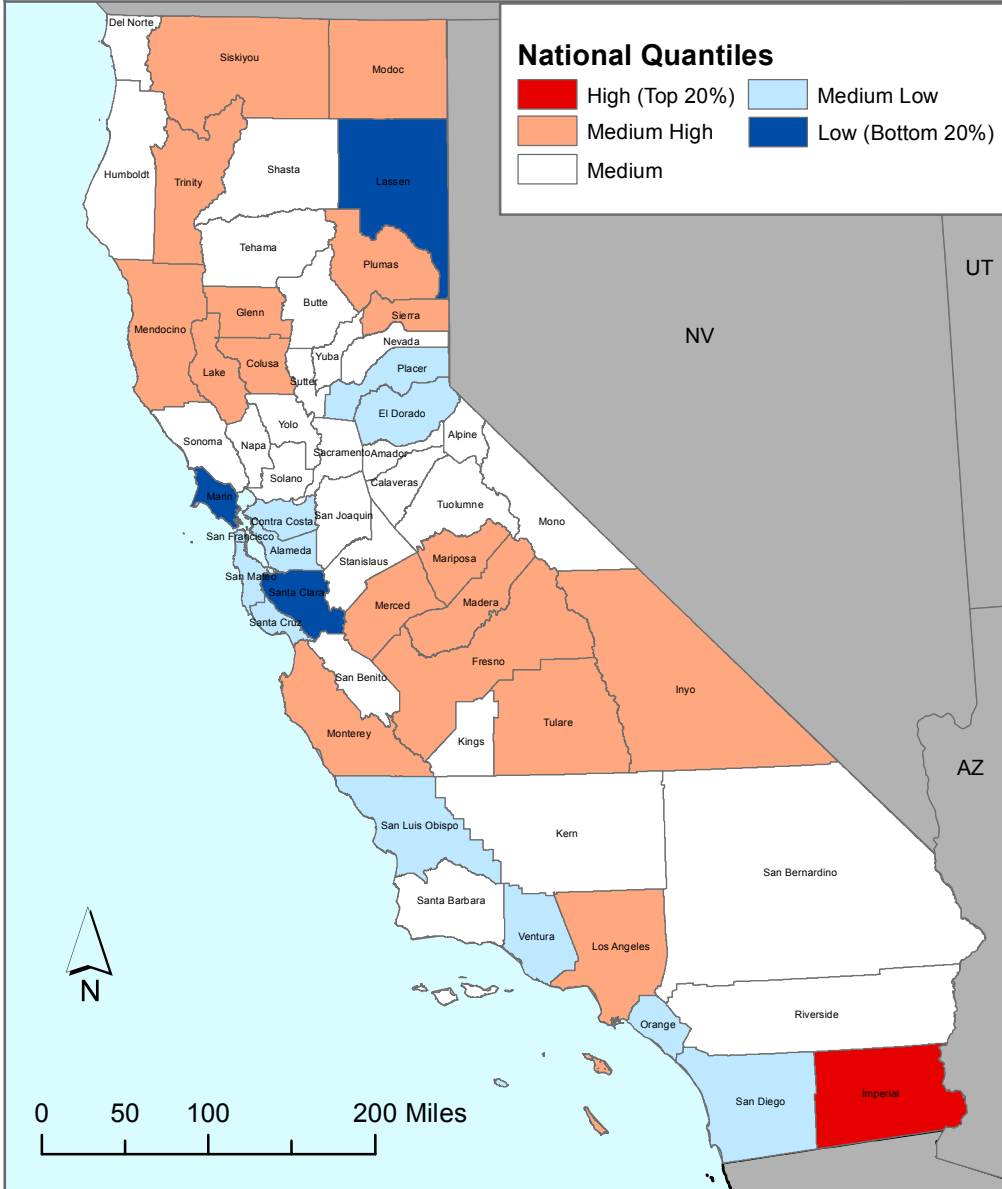 National Quantiles
High (Top 20%)
Medium Low
Medium High
Low (Bottom 20%)
Medium
Del Norte
Siskiyou
Modoc
Humboldt
Trinity
Shasta
Lassen
Tehama
Plumas
UT
Butte
Glenn
Sierra
Mendocino
NV
Nevada
Yuba
Colusa
Lake
Placer
Sutter
El Dorado
Yolo
Alpine
Sonoma
Napa
Sacramento
Amador
Solano
Calaveras
Marin
Tuolumne
Contra Costa
San Joaquin
Mono
San Francisco
Alameda
Stanislaus
Mariposa
San Mateo
Santa Clara
Merced
Madera
Santa Cruz
Fresno
San Benito
Inyo
Tulare
Monterey
Kings
AZ
San Luis Obispo
Kern
San Bernardino
Santa Barbara
Ventura
Los Angeles
N
Riverside
Orange
Imperial
San Diego
0 50 100 200 Miles